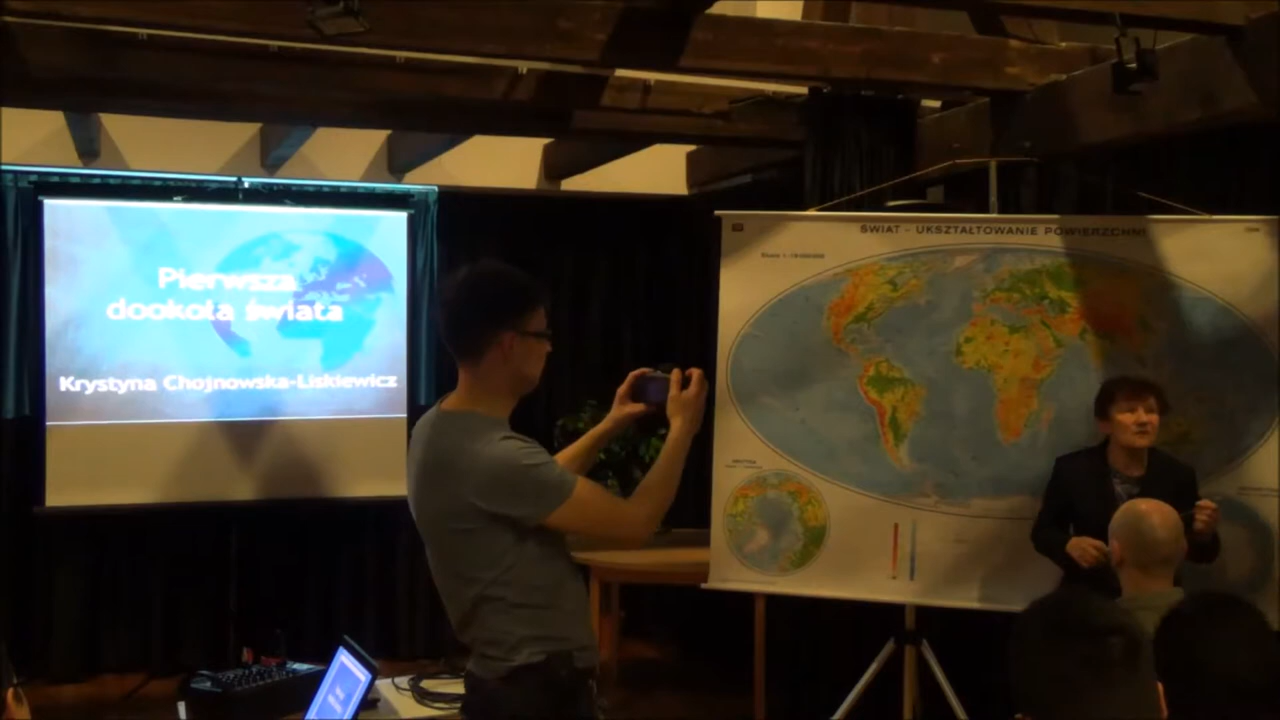 Pierwsza
dookoła świata
Krystyna Chojnowska-Liskiewicz
ŚWIAT - UKSZTAŁTOWANIE POWIERZCHNI